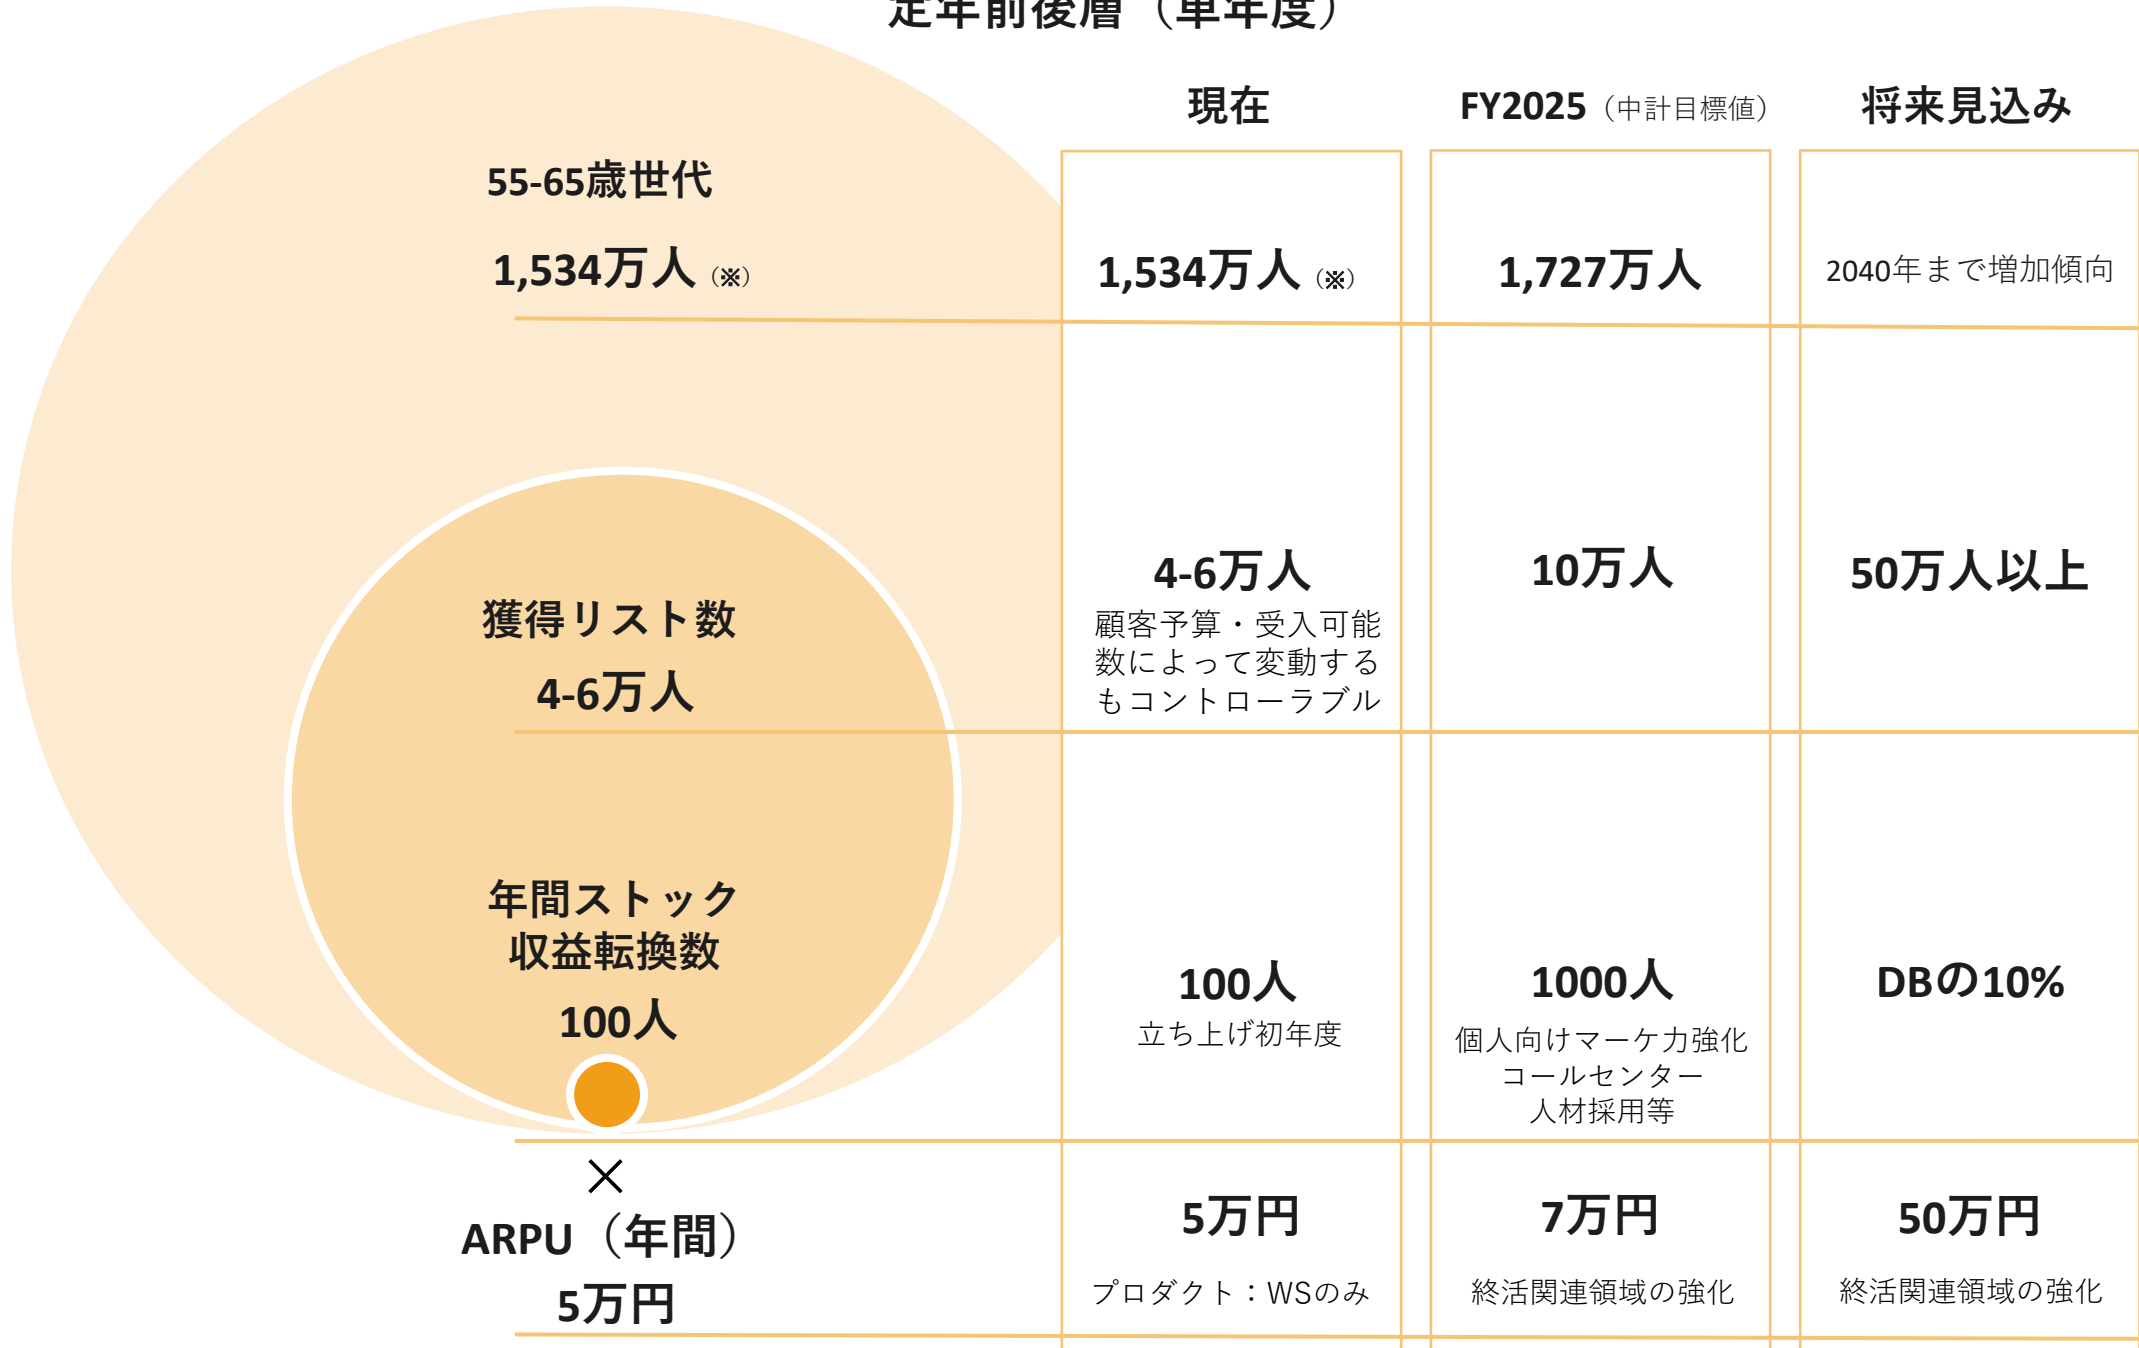 定年前後層（単年度）
現在
FY2025（中計目標値）
将来見込み
55-65歳世代
1,534万人（※）
1,534万人（※）
1,727万人
2040年まで増加傾向
獲得リスト数
4-6万人
4-6万人
顧客予算・受入可能
数によって変動する
もコントローラブル
10万人
50万人以上
年間ストック
収益転換数
100人
100人
立ち上げ初年度
1000人
個人向けマーケ力強化
コールセンター
人材採用等
DBの10%
×
ARPU（年間）
5万円
5万円
プロダクト：WSのみ
7万円
終活関連領域の強化
50万円
終活関連領域の強化